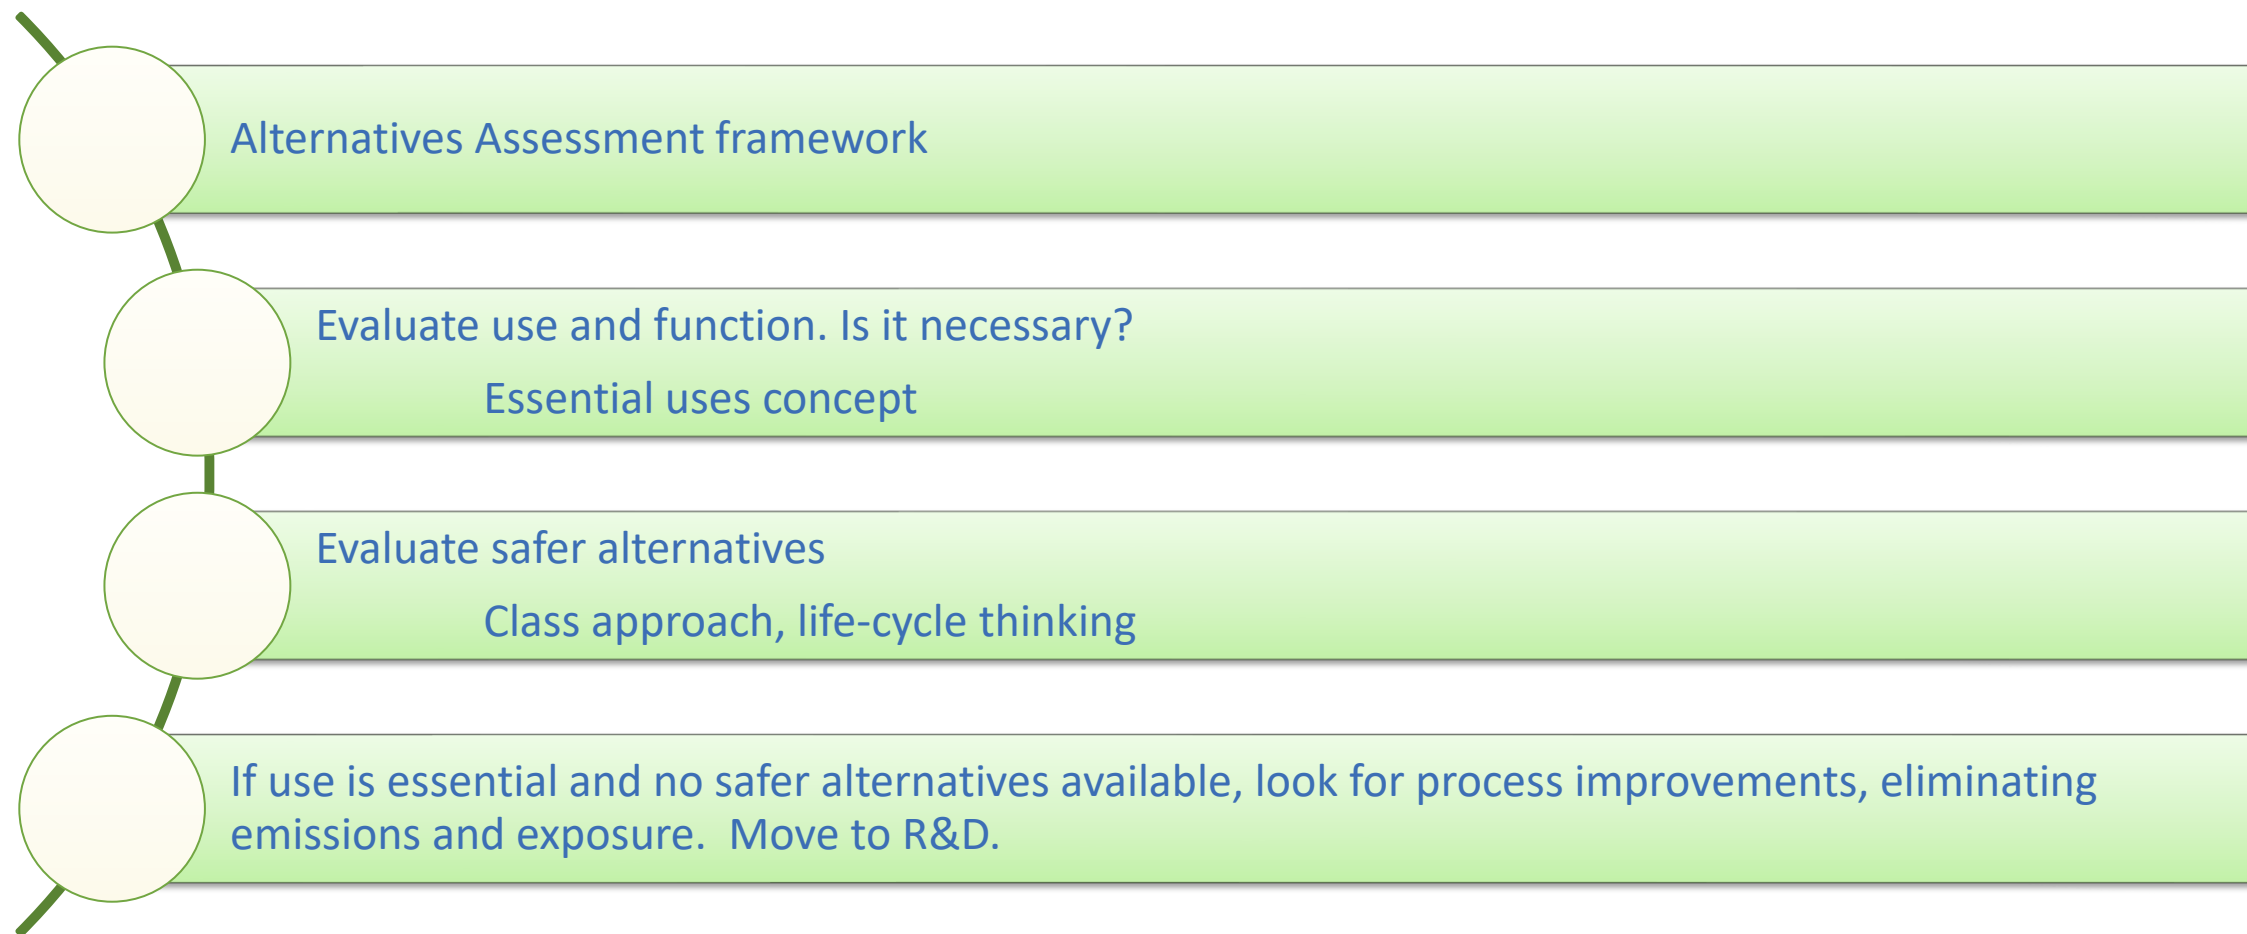 Alternatives Assessment framework
Evaluate use and function. Is it necessary?
Essential uses concept
Evaluate safer alternatives
Class approach, life-cycle thinking
If use is essential and no safer alternatives available, look for process improvements, eliminating
emissions and exposure.  Move to R&D.